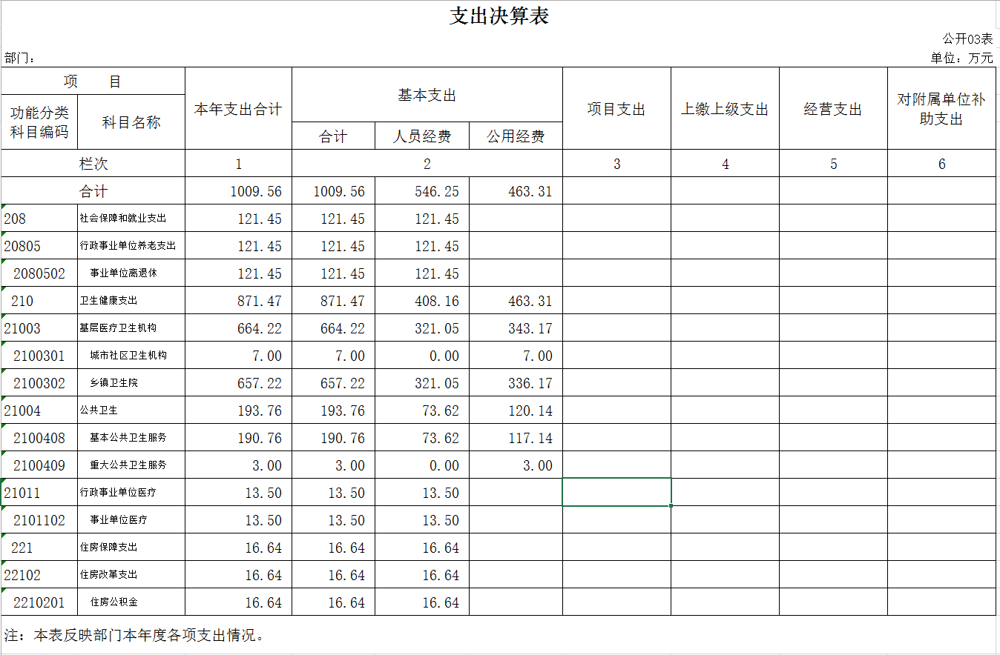 支出决算表
公开03表
部门：
单位：万元
项 目
本年支出合计
基本支出
项目支出
上缴上级支出
经营支出
对附属单位补
助支出
功能分类
科目编码
科目名称
合计 人员经费 公用经费
栏次 1 2 3 4 5 6
合计 1009.56 1009.56 546.25 463.31
208 社会保障和就业支出 121.45 121.45 121.45
20805 行政事业单位养老支出 121.45 121.45 121.45
2080502 事业单位离退休 121.45 121.45 121.45
210 卫生健康支出 871.47 871.47 408.16 463.31
21003 基层医疗卫生机构 664.22 664.22 321.05 343.17
2100301 城市社区卫生机构 7.00 7.00 0.00 7.00
2100302 乡镇卫生院 657.22 657.22 321.05 336.17
21004 公共卫生 193.76 193.76 73.62 120.14
2100408 基本公共卫生服务 190.76 190.76 73.62 117.14
2100409 重大公共卫生服务 3.00 3.00 0.00 3.00
21011 行政事业单位医疗 13.50 13.50 13.50
2101102 事业单位医疗 13.50 13.50 13.50
221 住房保障支出 16.64 16.64 16.64
22102 住房改革支出 16.64 16.64 16.64
2210201 住房公积金 16.64 16.64 16.64
注：本表反映部门本年度各项支出情况。